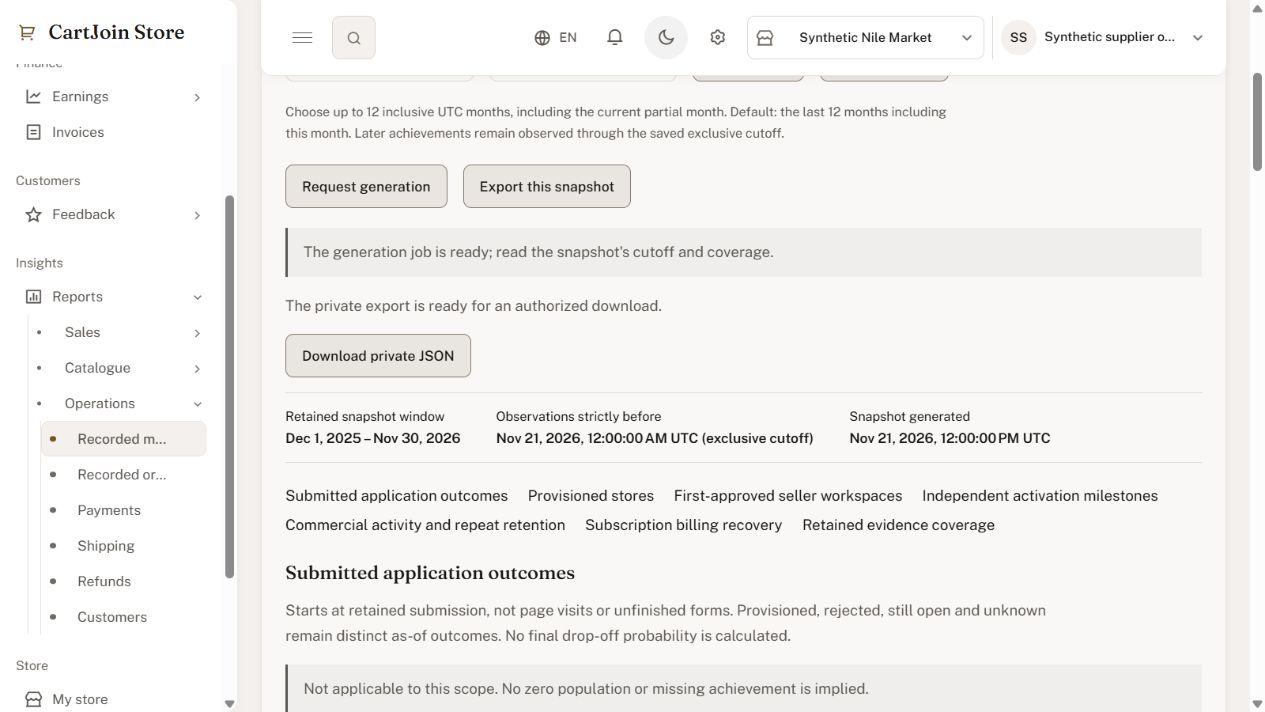 CartJoin Store
EN
Synthetic Nile Market
SS
Synthetic supplier o...
Finance
Earnings
Invoices
Customers
Feedback
Insights
Reports
Sales
Catalogue
Operations
Recorded m...
Recorded or...
Payments
Shipping
Refunds
Customers
Store
My store
Choose up to 12 inclusive UTC months, including the current partial month. Default: the last 12 months including
this month. Later achievements remain observed through the saved exclusive cutoff.
Request generation
Export this snapshot
The generation job is ready; read the snapshot's cutoff and coverage.
The private export is ready for an authorized download.
Download private JSON
Retained snapshot window
Dec 1, 2025 – Nov 30, 2026
Observations strictly before
Nov 21, 2026, 12:00:00 AM UTC (exclusive cutoff)
Snapshot generated
Nov 21, 2026, 12:00:00 PM UTC
Submitted application outcomes Provisioned stores First-approved seller workspaces Independent activation milestones
Commercial activity and repeat retention Subscription billing recovery Retained evidence coverage
Submitted application outcomes
Starts at retained submission, not page visits or unfinished forms. Provisioned, rejected, still open and unknown
remain distinct as-of outcomes. No final drop-off probability is calculated.
Not applicable to this scope. No zero population or missing achievement is implied.